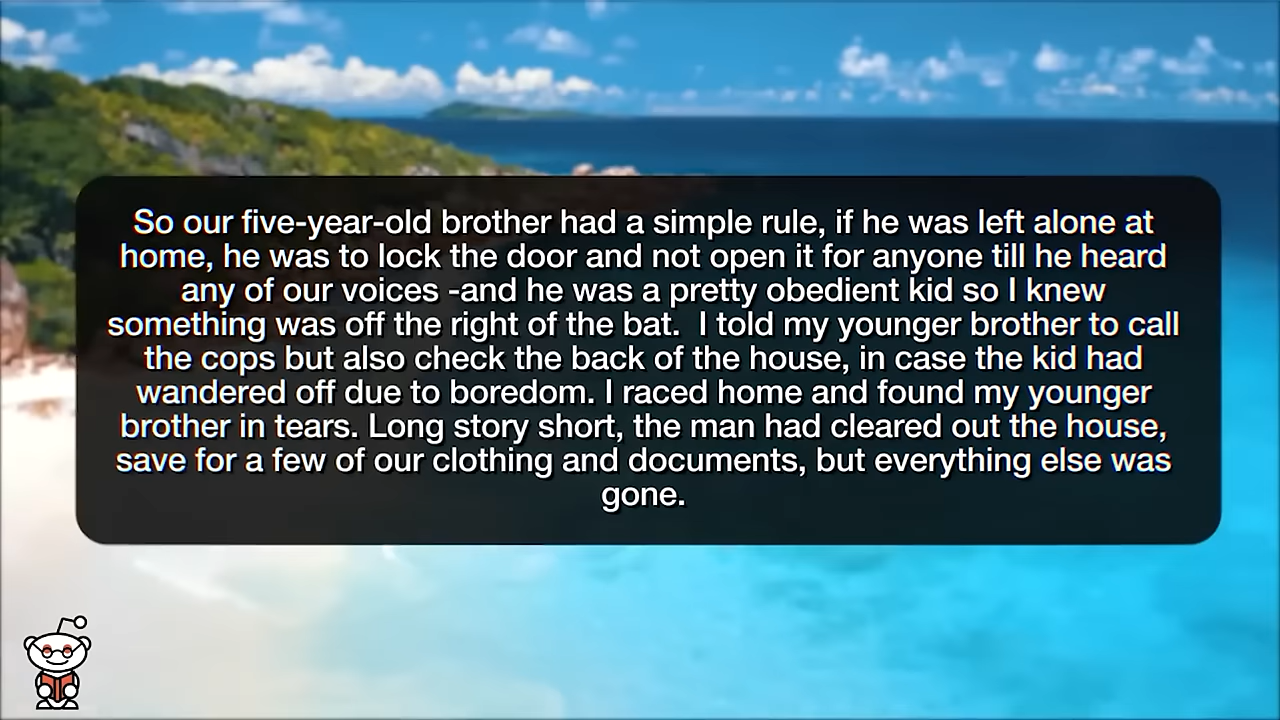 So our five-year-old brother had a simple rule, if he was left alone at
home, he was to lock the door and not open it for anyone till he heard
any of our voices -and he was a pretty obedient kid so I knew
something was off the right of the bat.  I told my younger brother to call
the cops but also check the back of the house, in case the kid had
wandered off due to boredom. I raced home and found my younger
brother in tears. Long story short, the man had cleared out the house,
save for a few of our clothing and documents, but everything else was
gone.